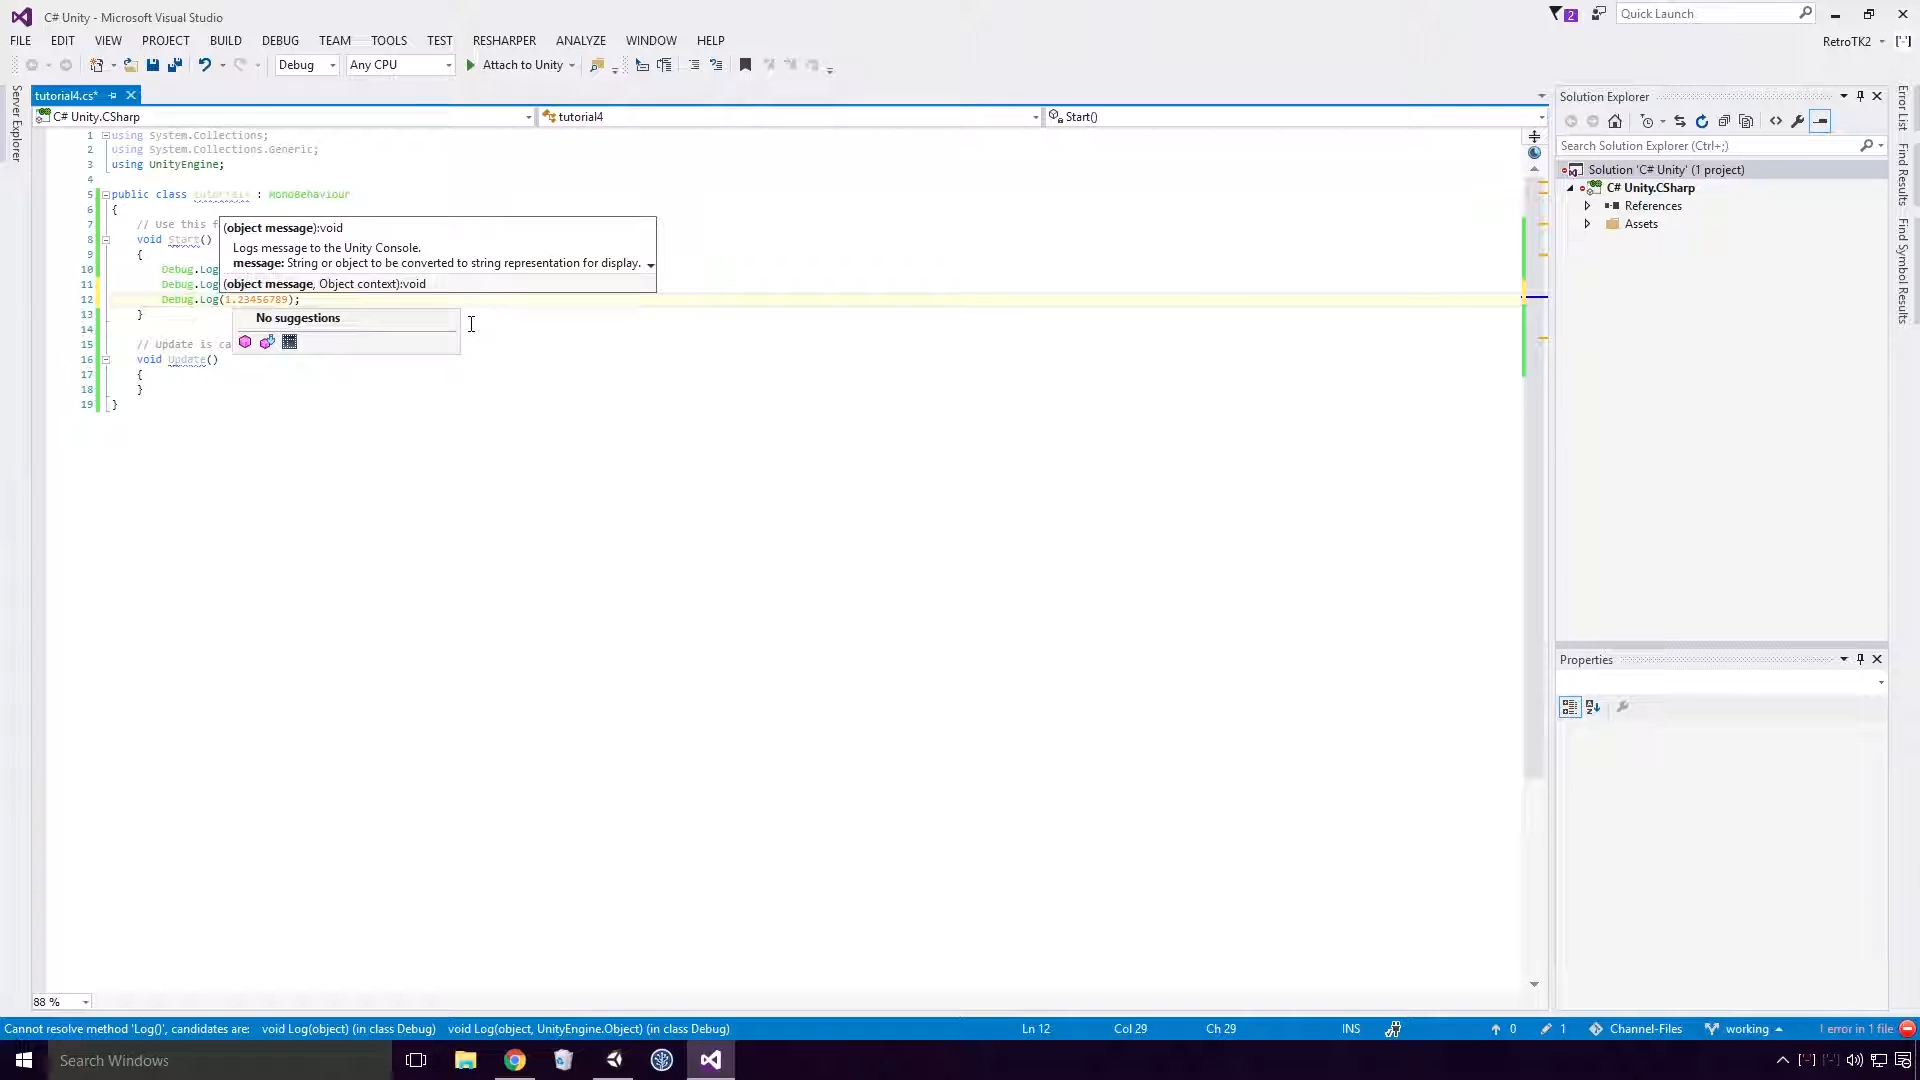 C# Unity - Microsoft Visual Studio
2
Quick Launch
FILE EDIT VIEW PROJECT BUILD DEBUG TEAM TOOLS TEST RESHARPER ANALYZE WINDOW HELP
RetroTK2
Debug Any CPU Attach to Unity
Server Explorer
tutorial4.cs*
C# Unity.CSharp tutorial4 Start()
1 using System.Collections;
2 using System.Collections.Generic;
3 using UnityEngine;
4
5 public class tutorial4 : MonoBehaviour
6 {
7 // Use this f
8 void Start()
9 {
10 Debug.Log
11 Debug.Log
12 Debug.Log(1.23456789);
13 }
14
15 // Update is ca
16 void Update()
17 {
18 }
19 }
(object message):void
Logs message to the Unity Console.
message: String or object to be converted to string representation for display.
(object message, Object context):void
No suggestions
88 %
Solution Explorer
Search Solution Explorer (Ctrl+;)
Solution 'C# Unity' (1 project)
C# Unity.CSharp
References
Assets
Properties
Error List
Find Results
Find Symbol Results
Cannot resolve method 'Log()', candidates are: void Log(object) (in class Debug) void Log(object, UnityEngine.Object) (in class Debug) Ln 12 Col 29 Ch 29 INS 0 1 Channel-Files working 1 error in 1 file
Search Windows